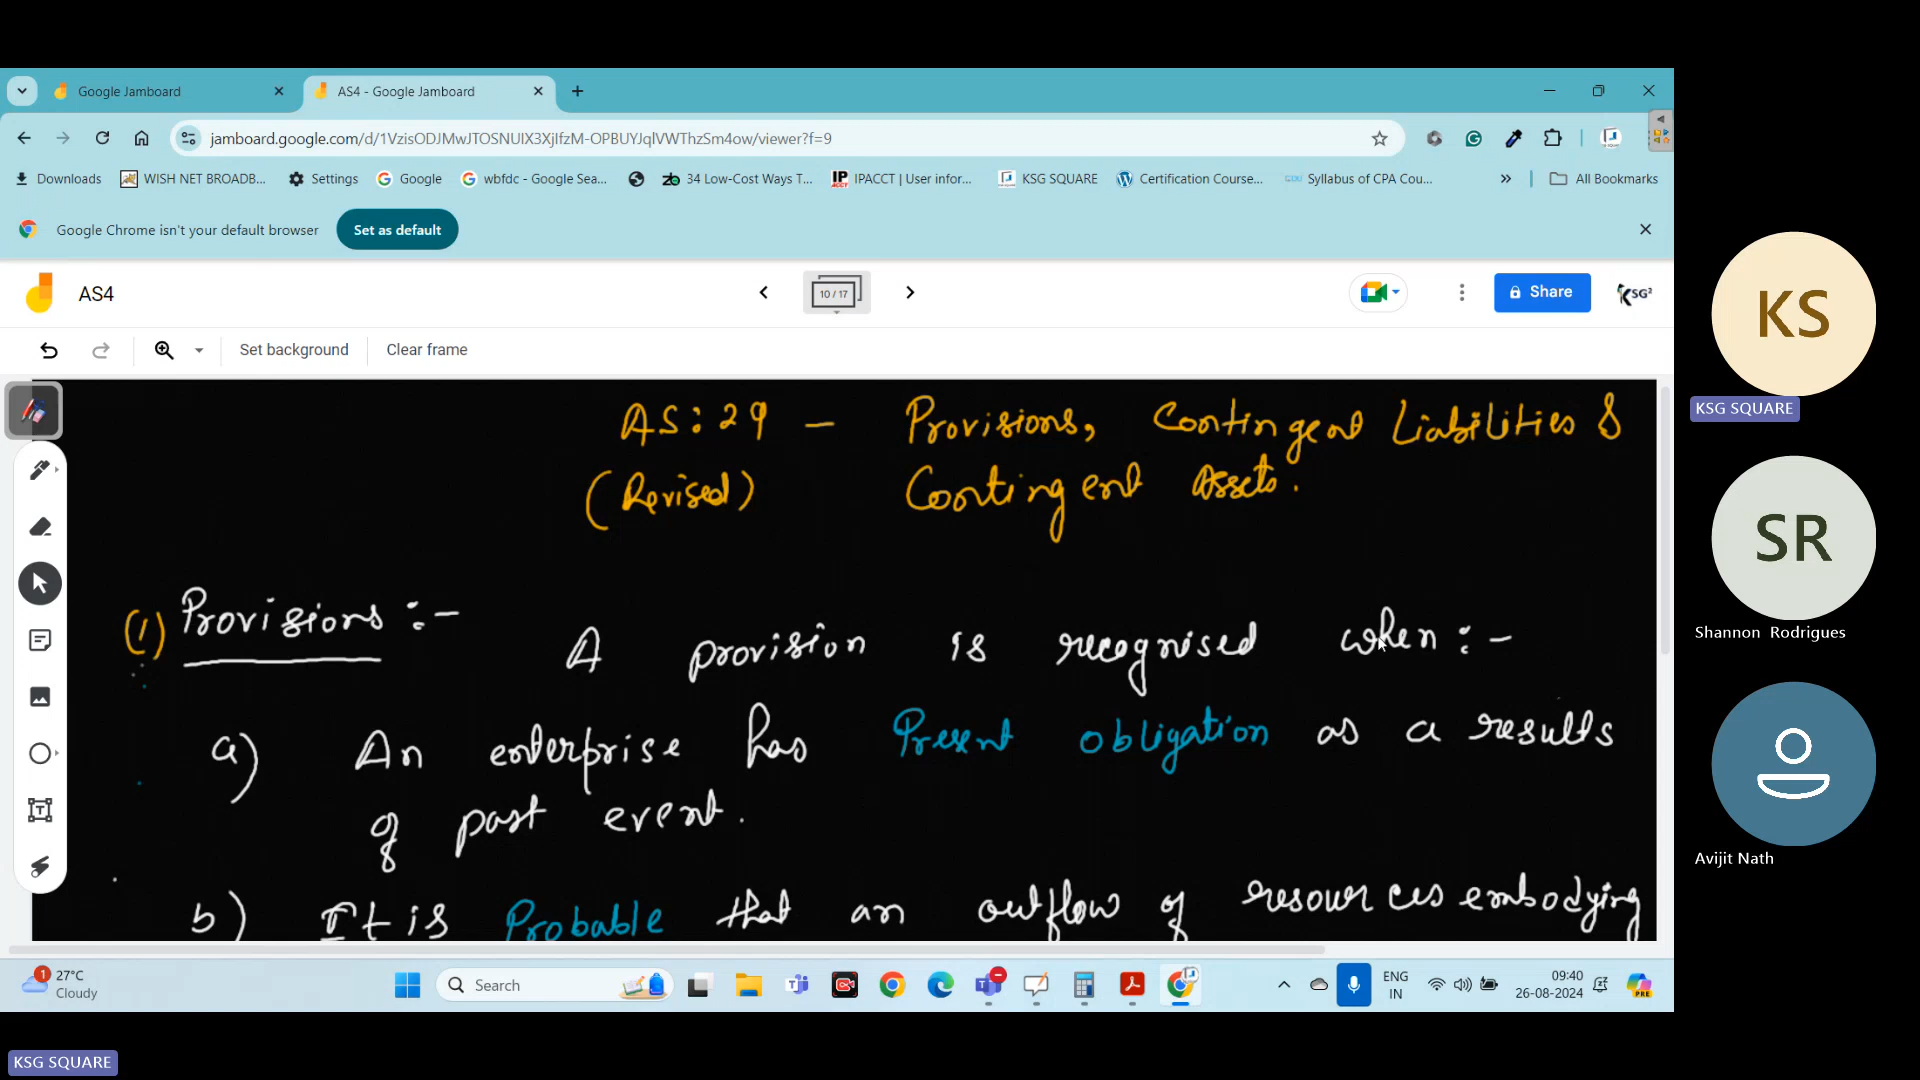 Google Jamboard
AS4 - Google Jamboard
jamboard.google.com/d/1VzisODJMwJTOSNUIX3XjIfzM-OPBUYJqlVWThzSm4ow/viewer?f=9
Downloads WISH NET BROADB... Settings Google wbfdc - Google Sea... 34 Low-Cost Ways T... IPACCT | User infor... KSG SQUARE Certification Course... Syllabus of CPA Cou... » All Bookmarks
Google Chrome isn't your default browser Set as default
AS4 10 / 17 Share KSG²
Set background Clear frame
AS: 29 – Provisions, Contingent Liabilities &
(Revised) Contingent Assets.
(1) Provisions :-
A provision is recognised when :-
a) An enterprise has Present obligation as a results
of past event.
b) It is Probable that an outflow of resources embodying
KS
KSG SQUARE
SR
Shannon Rodrigues
Avijit Nath
1 27°C
Cloudy
Search
ENG
IN
09:40
26-08-2024
PRE
KSG SQUARE